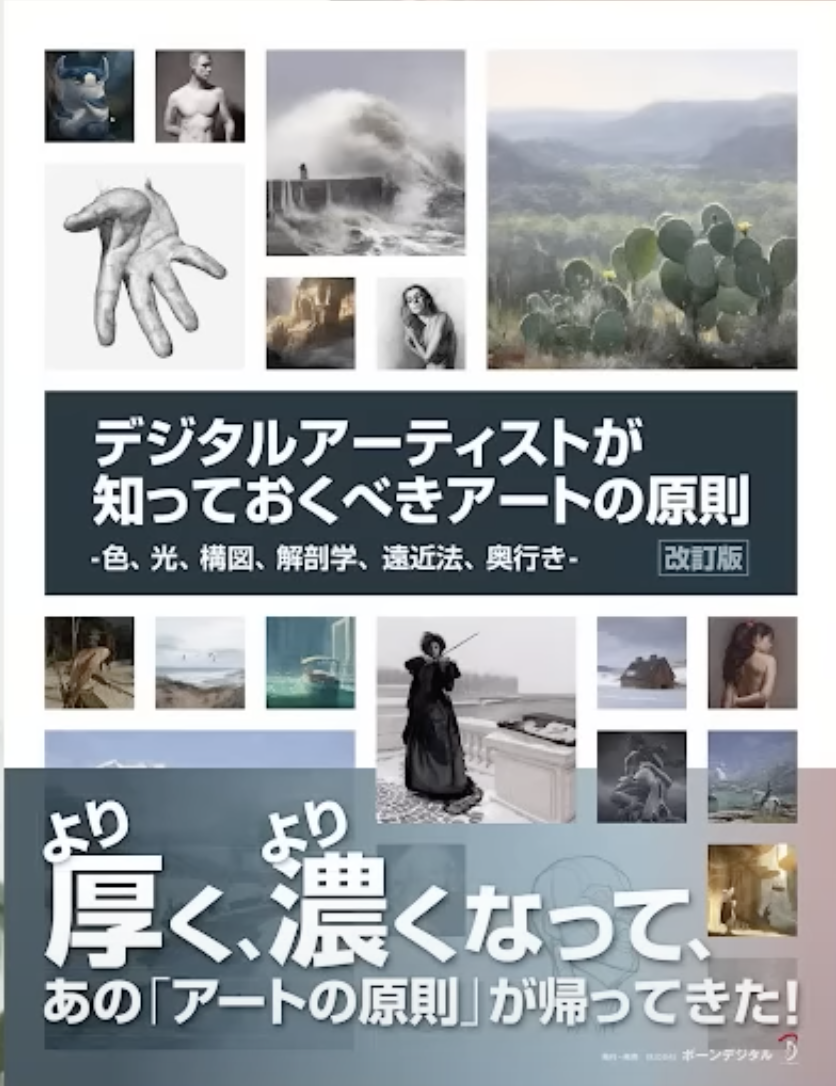 デジタルアーティストが
知っておくべきアートの原則
-色、光、構図、解剖学、遠近法、奥行き-
改訂版
より より
厚く、濃くなって、
あの「アートの原則」が帰ってきた!
ボーンデジタル